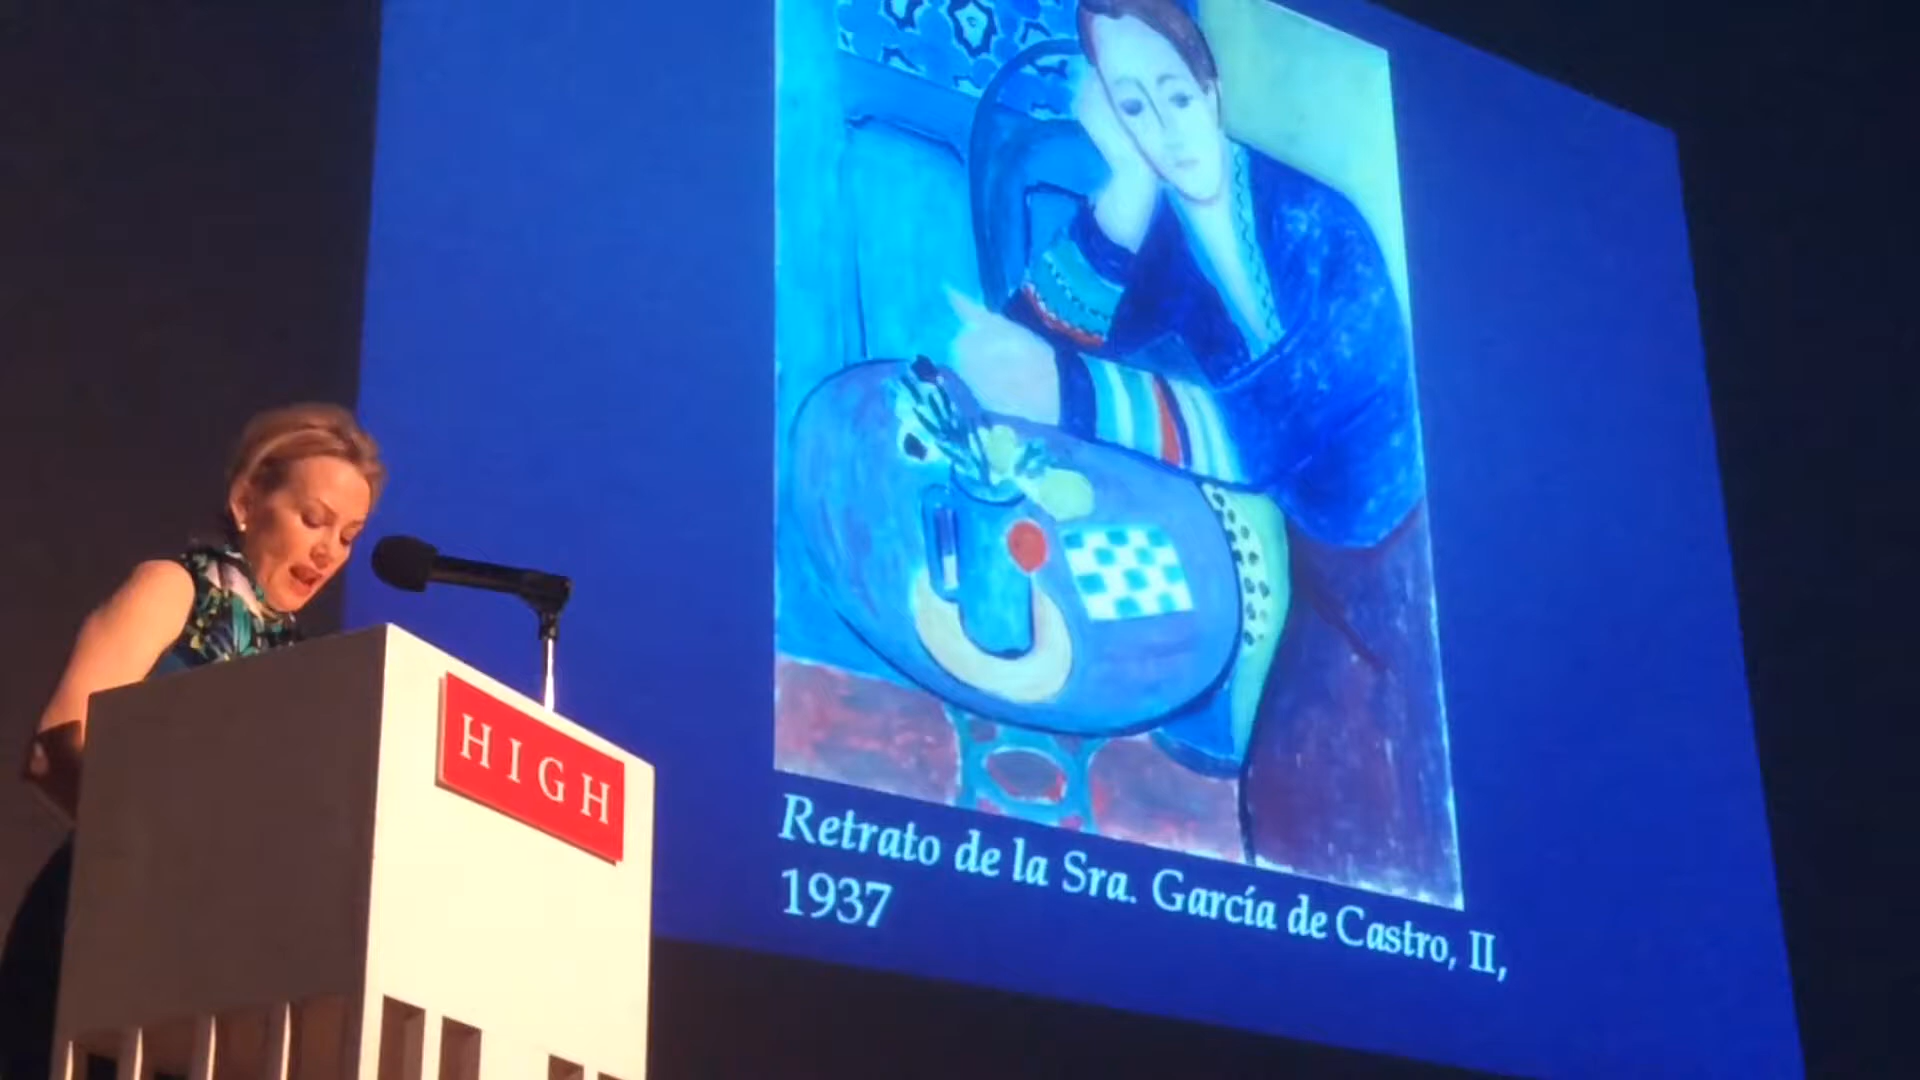 HIGH
Retrato de la Sra. García de Castro, II,
1937